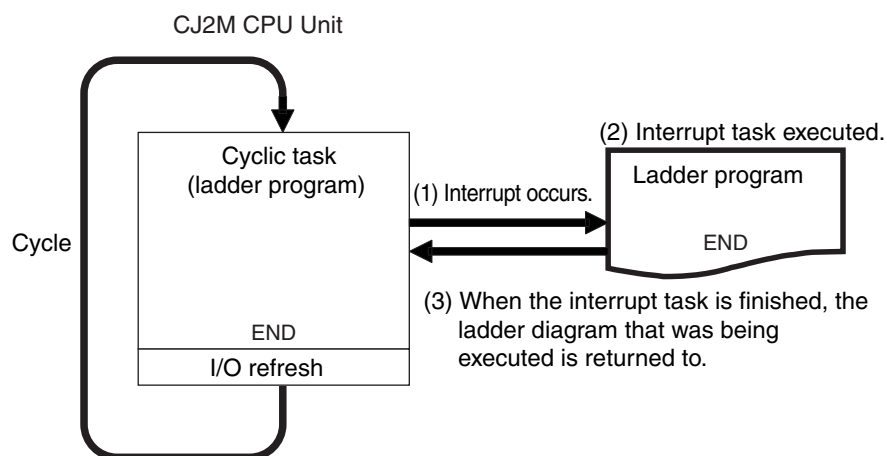 CJ2M CPU Unit
Cyclic task
(ladder program)
Cycle
END
I/O refresh
(1) Interrupt occurs.
(2) Interrupt task executed.
Ladder program
END
(3) When the interrupt task is finished, the
ladder diagram that was being
executed is returned to.